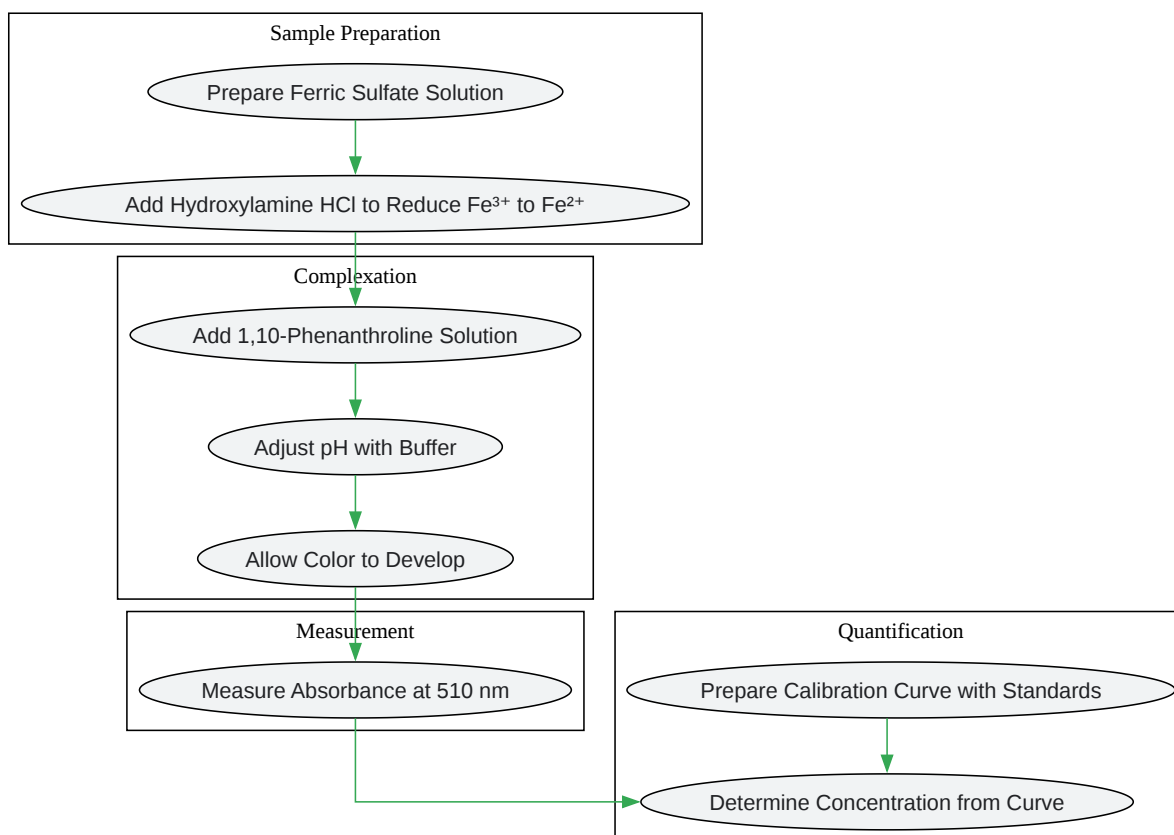 Sample Preparation
Prepare Ferric Sulfate Solution
Add Hydroxylamine HCl to Reduce Fe³⁺ to Fe²⁺
Complexation
Add 1,10-Phenanthroline Solution
Adjust pH with Buffer
Allow Color to Develop
Measurement
Measure Absorbance at 510 nm
Quantification
Prepare Calibration Curve with Standards
Determine Concentration from Curve